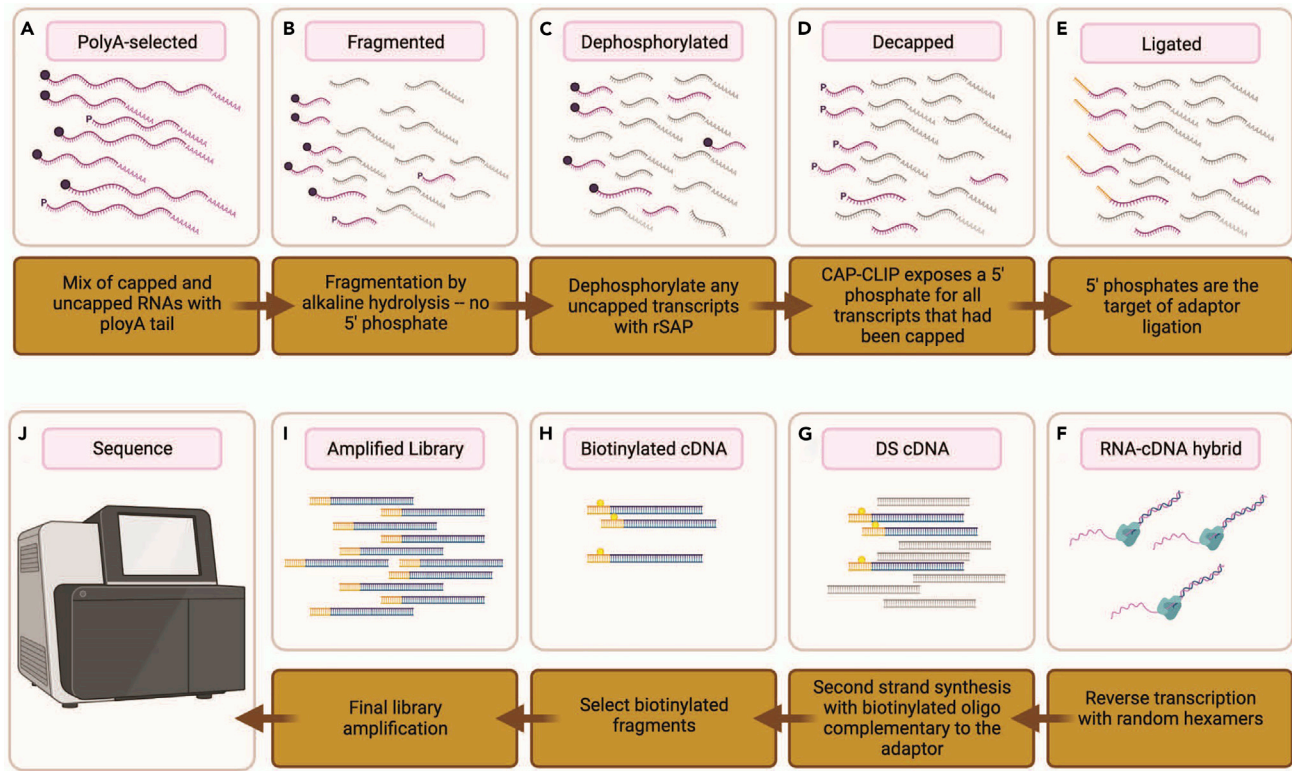 A
PolyA-selected
P
P
Mix of capped and
uncapped RNAs with
ployA tail
B
Fragmented
P
P
Fragmentation by
alkaline hydrolysis – no
5' phosphate
C
Dephosphorylated
Dephosphorylate any
uncapped transcripts
with rSAP
D
Decapped
P
P
P
P
P
CAP-CLIP exposes a 5'
phosphate for all
transcripts that had
been capped
E
Ligated
5' phosphates are the
target of adaptor
ligation
J
Sequence
I
Amplified Library
Final library
amplification
H
Biotinylated cDNA
Select biotinylated
fragments
G
DS cDNA
Second strand synthesis
with biotinylated oligo
complementary to the
adaptor
F
RNA-cDNA hybrid
Reverse transcription
with random hexamers